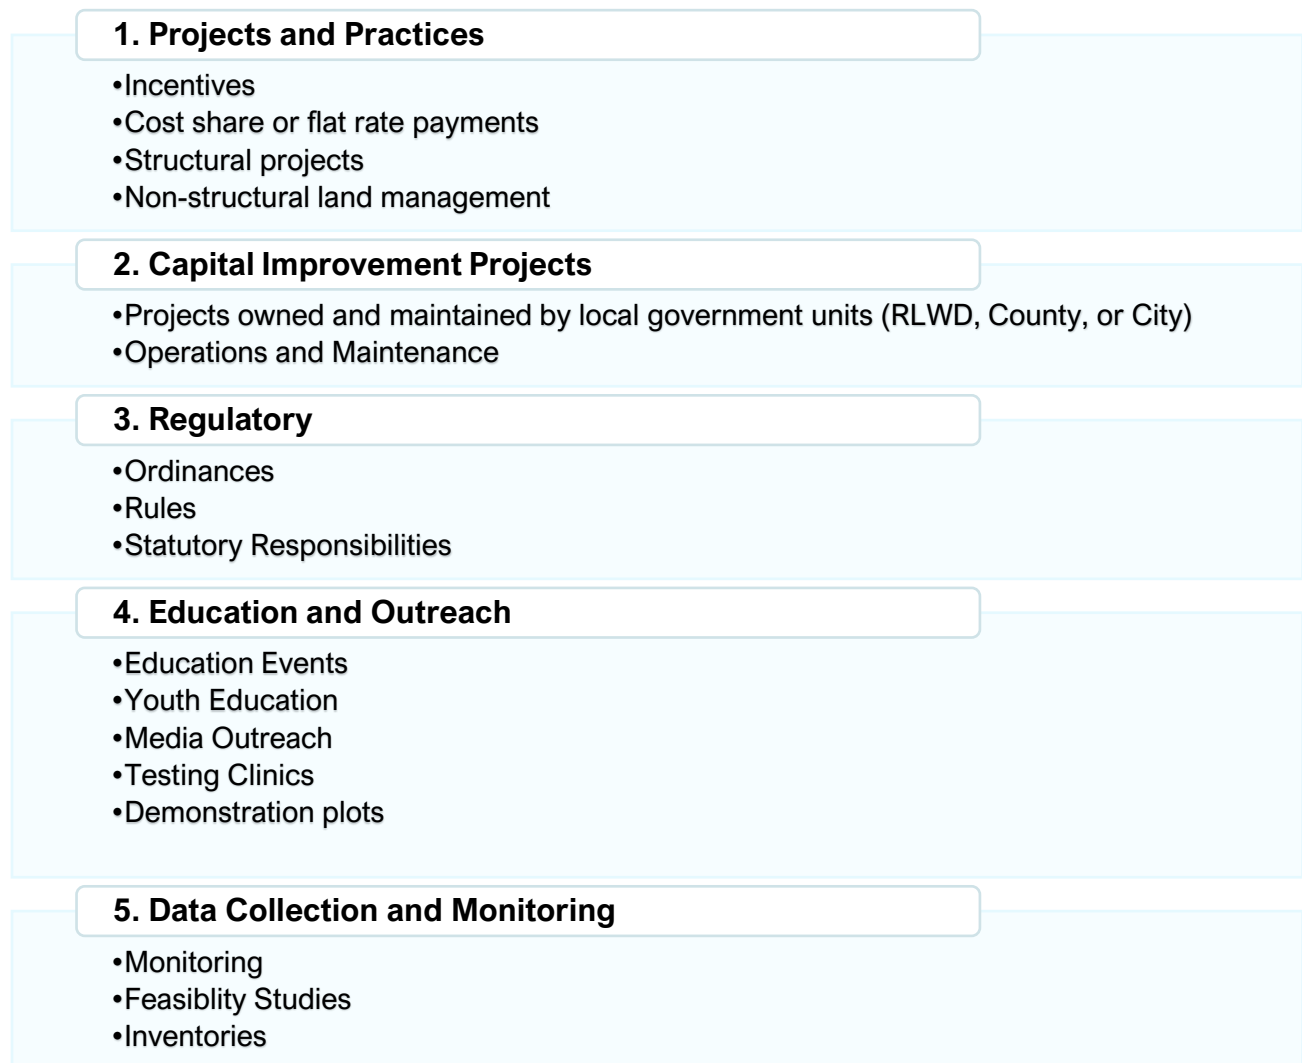 1. Projects and Practices
•Incentives
•Cost share or flat rate payments
•Structural projects
•Non-structural land management
2. Capital Improvement Projects
•Projects owned and maintained by local government units (RLWD, County, or City)
•Operations and Maintenance
3. Regulatory
•Ordinances
•Rules
•Statutory Responsibilities
4. Education and Outreach
•Education Events
•Youth Education
•Media Outreach
•Testing Clinics
•Demonstration plots
5. Data Collection and Monitoring
•Monitoring
•Feasiblity Studies
•Inventories